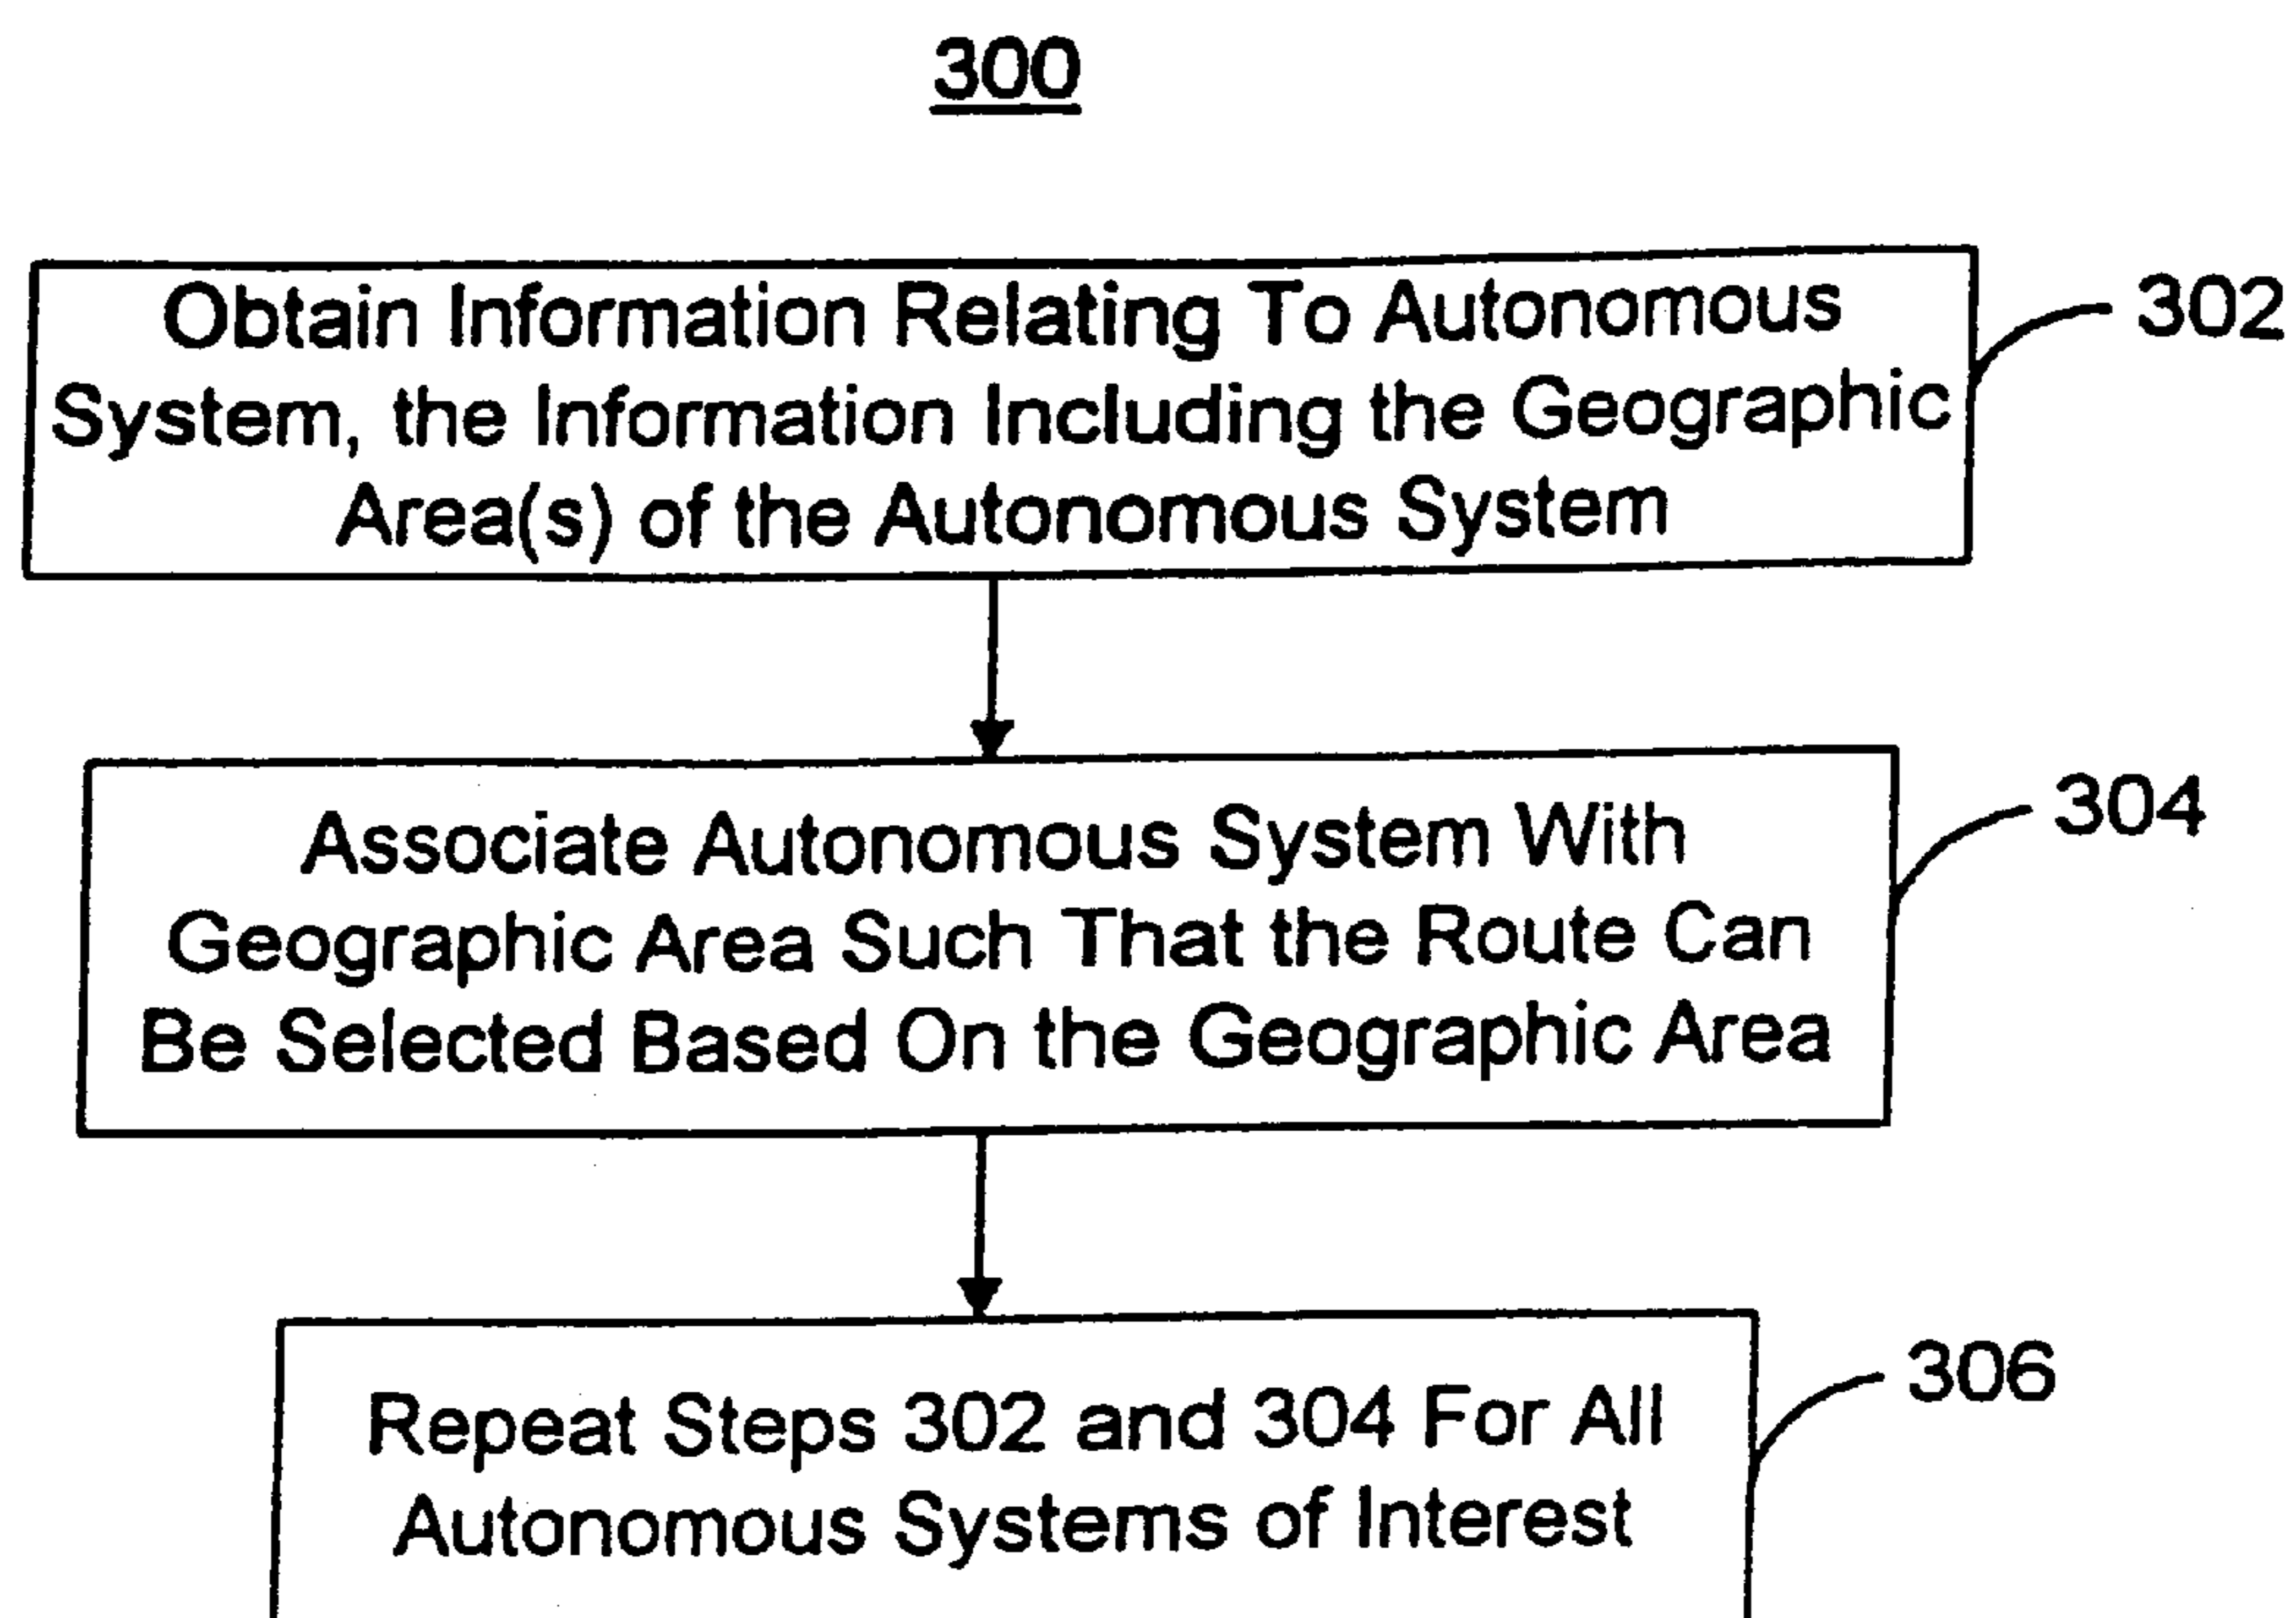 300
Obtain Information Relating To Autonomous
302
System, the Information Including the Geographic
Area(s) of the Autonomous System
304
Associate Autonomous System With
Geographic Area Such That the Route Can
Be Selected Based On the Geographic Area
306
Repeat Steps 302 and 304 For All
Autonomous Systems of Interest